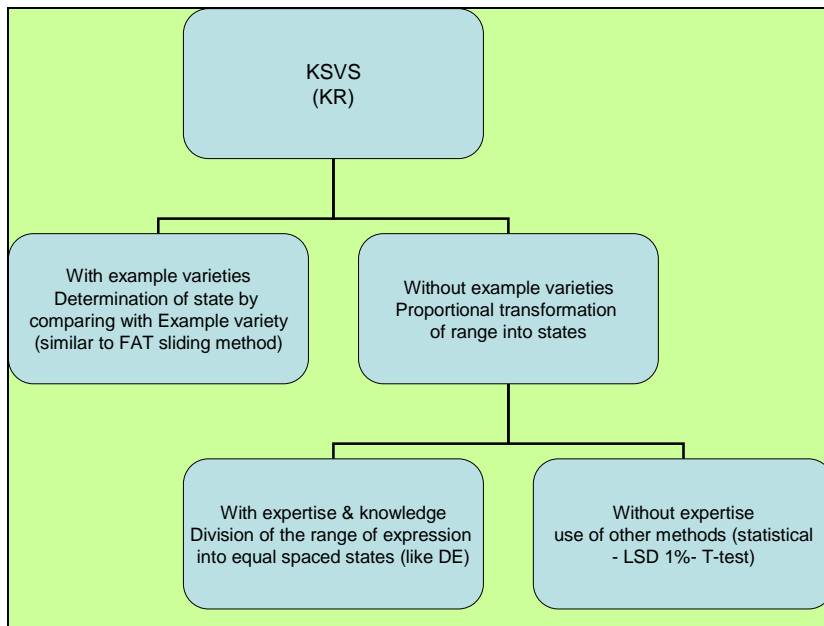 KSVS
(KR)
With example varieties
Determination of state by
comparing with Example variety
(similar to FAT sliding method)
Without example varieties
Proportional transformation
of range into states
With expertise & knowledge
Division of the range of expression
into equal spaced states (like DE)
Without expertise
use of other methods (statistical
- LSD 1%- T-test)